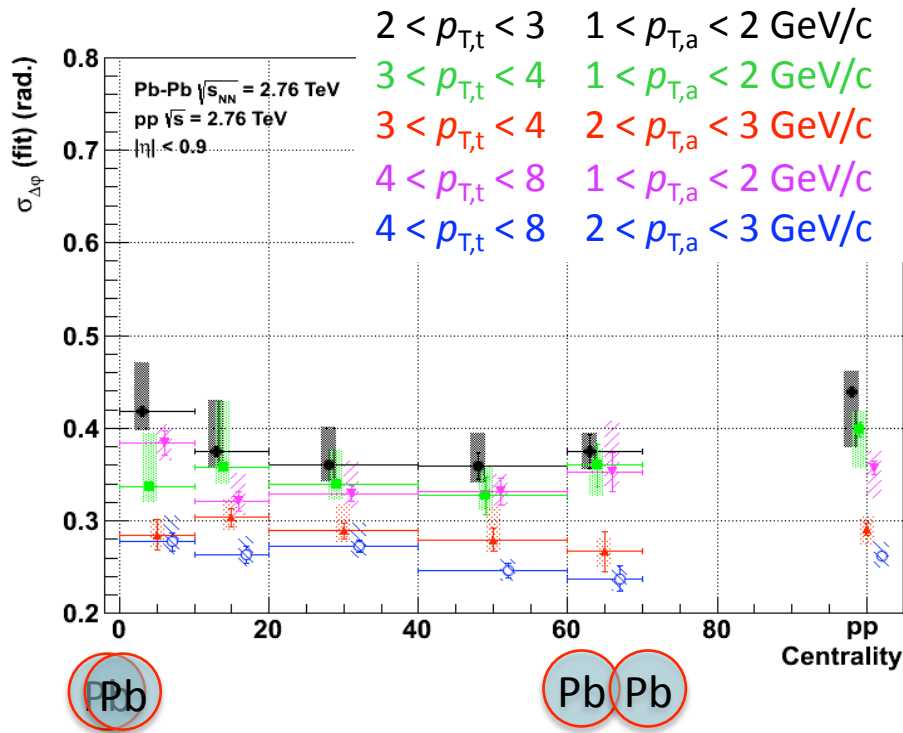 2 < pT,t < 3 1 < pT,a < 2 GeV/c
3 < pT,t < 4 1 < pT,a < 2 GeV/c
3 < pT,t < 4 2 < pT,a < 3 GeV/c
4 < pT,t < 8 1 < pT,a < 2 GeV/c
4 < pT,t < 8 2 < pT,a < 3 GeV/c
Pb-Pb √sNN = 2.76 TeV
pp √s = 2.76 TeV
|η| < 0.9
σΔφ (fit) (rad.)
0.8
0.7
0.6
0.5
0.4
0.3
0.2
0 20 40 60 80 pp
Centrality
Pb Pb Pb Pb